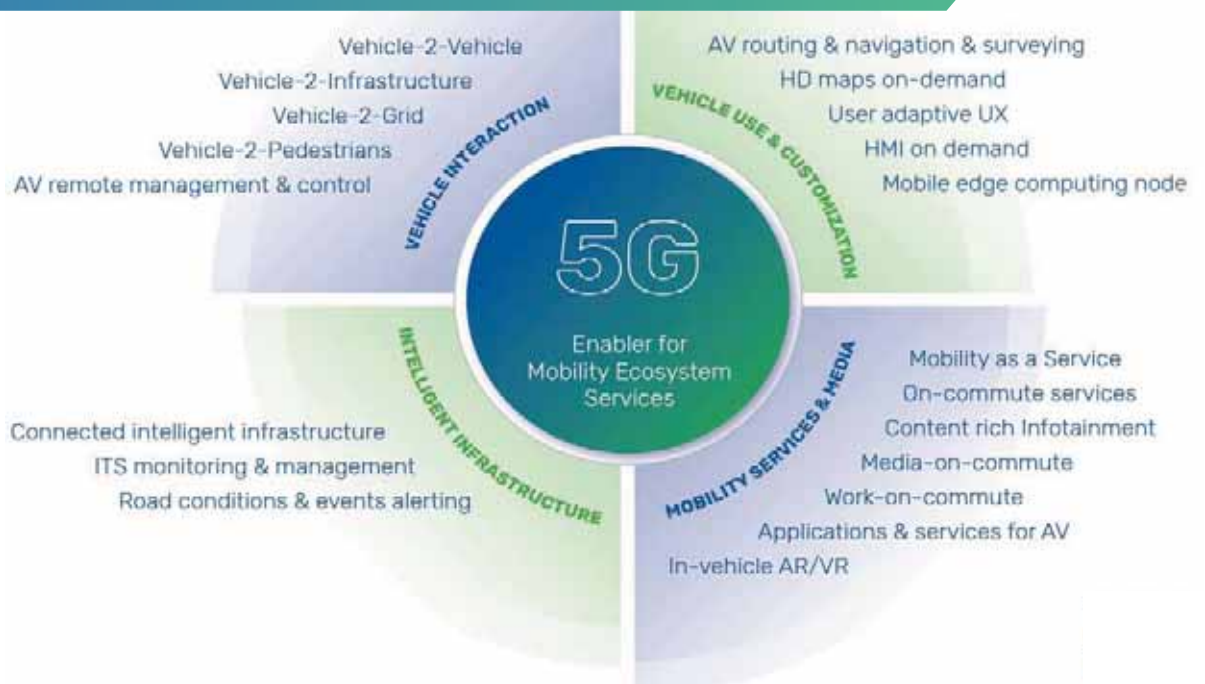 Vehicle-2-Vehicle
Vehicle-2-Infrastructure
Vehicle-2-Grid
Vehicle-2-Pedestrians
AV remote management & control
VEHICLE INTERACTION
AV routing & navigation & surveying
HD maps on-demand
User adaptive UX
HMI on demand
Mobile edge computing node
VEHICLE USE & CUSTOMIZATION
5G
Enabler for
Mobility Ecosystem
Services
INTELLIGENT INFRASTRUCTURE
Connected intelligent infrastructure
ITS monitoring & management
Road conditions & events alerting
MOBILITY SERVICES & MEDIA
Mobility as a Service
On-commute services
Content rich Infotainment
Media-on-commute
Work-on-commute
Applications & services for AV
In-vehicle AR/VR